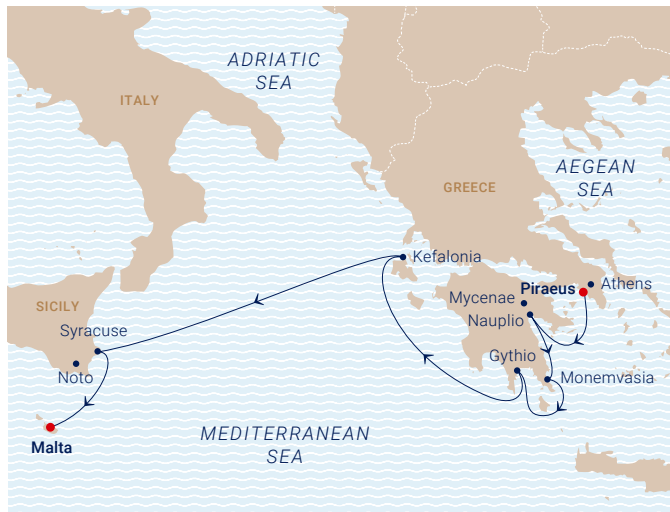 ADRIATIC
SEA
ITALY
AEGEAN
SEA
GREECE
Kefalonia
Athens
Piraeus
Mycenae
Nauplio
SICILY
Syracuse
Gythio
Noto
Monemvasia
MEDITERRANEAN
SEA
Malta